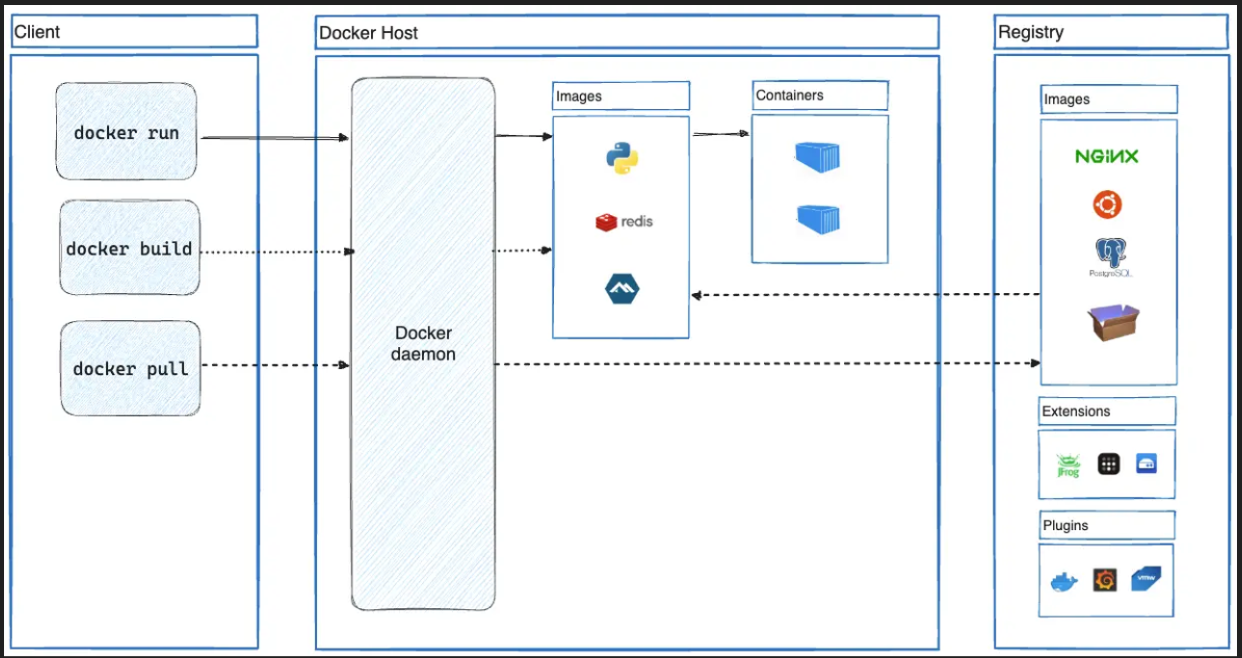 Client
docker run
docker build
docker pull
Docker Host
Docker
daemon
Images
redis
Containers
Registry
Images
NGINX
PostgreSQL
Extensions
JFrog
Plugins
vmw